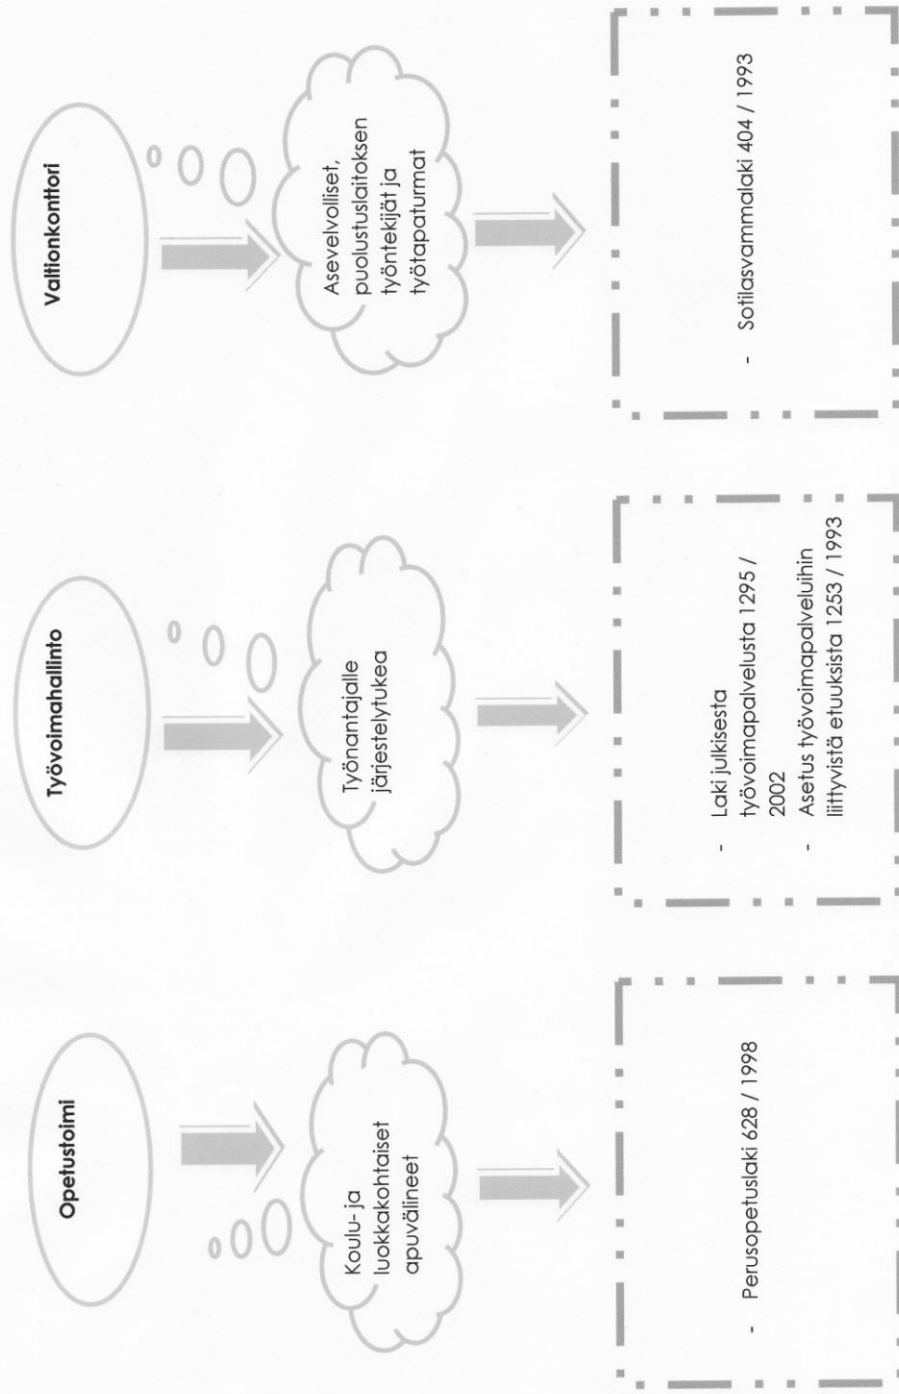 Opetustoimi
Koulu- ja
luokkakohtaiset
apuvälineet
- Perusopetuslaki 628 / 1998
Työvoimahallinto
Työnantajalle
järjestelytukea
- Laki julkisesta
työvoimapalvelusta 1295 /
2002
- Asetus työvoimapalveluihin
liittyvistä etuuksista 1253 / 1993
Valtionkonttori
Asevelvolliset,
puolustuslaitoksen
työntekijät ja
työtapaturmat
- Sotilasvammalaki 404 / 1993